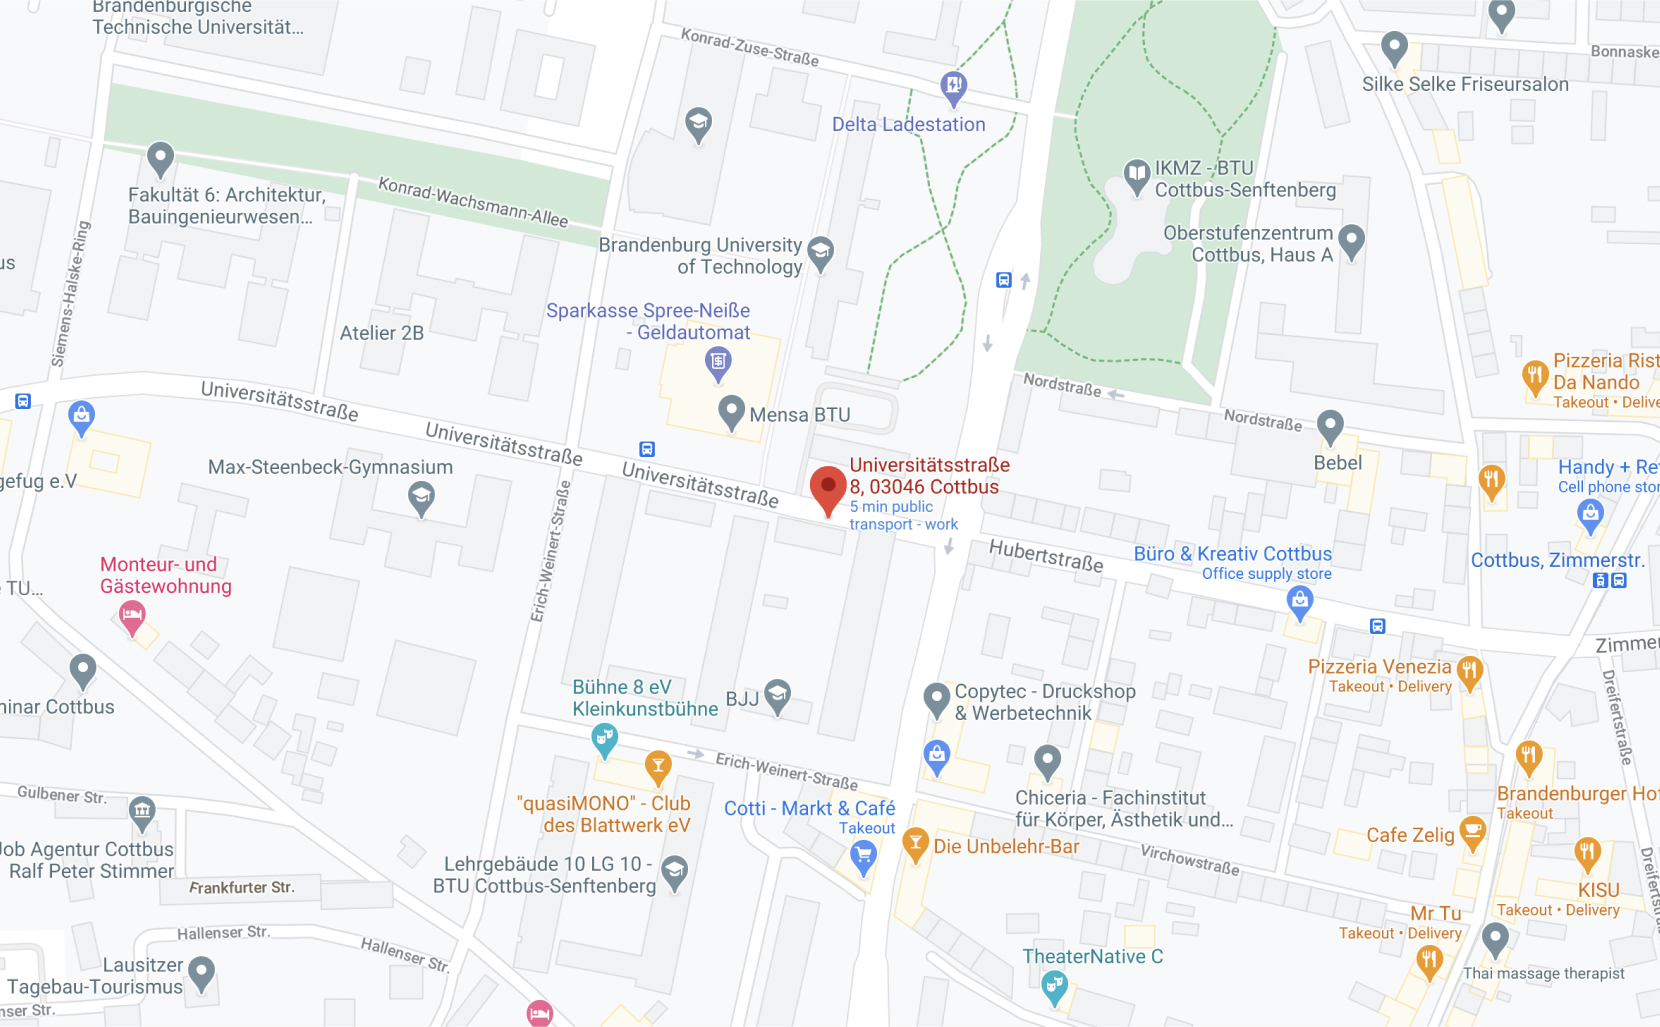 Brandenburgische
Technische Universität...
Konrad-Zuse-Straße
Bonnaske
Silke Selke Friseursalon
Delta Ladestation
IKMZ - BTU
Cottbus-Senftenberg
Fakultät 6: Architektur,
Bauingenieurwesen...
Konrad-Wachsmann-Allee
Siemens-Halske-Ring
Brandenburg University
of Technology
Oberstufenzentrum
Cottbus, Haus A
us
Sparkasse Spree-Neiße
- Geldautomat
Atelier 2B
Pizzeria Rist
Da Nando
Takeout • Delive
Nordstraße
Nordstraße
Universitätsstraße
Universitätsstraße
Universitätsstraße
Mensa BTU
Bebel
Max-Steenbeck-Gymnasium
gefug e.V
Universitätsstraße
8, 03046 Cottbus
5 min public
transport - work
Handy + Ref
Cell phone stor
Erich-Weinert-Straße
Hubertstraße
Büro & Kreativ Cottbus
Office supply store
Cottbus, Zimmerstr.
Monteur- und
Gästewohnung
TU...
Zimmer
Pizzeria Venezia
Takeout • Delivery
Dreifertstraße
Bühne 8 eV
Kleinkunstbühne
BJJ
Copytec - Druckshop
& Werbetechnik
minar Cottbus
Erich-Weinert-Straße
Gulbener Str.
"quasiMONO" - Club
des Blattwerk eV
Cotti - Markt & Café
Takeout
Chiceria - Fachinstitut
für Körper, Ästhetik und...
Brandenburger Hof
Takeout
Cafe Zelig
Die Unbelehr-Bar
Virchowstraße
Job Agentur Cottbus
Ralf Peter Stimmer
Lehrgebäude 10 LG 10 -
BTU Cottbus-Senftenberg
Frankfurter Str.
KISU
Takeout • Delivery
Dreifertstraße
Mr Tu
Takeout • Delivery
Hallenser Str.
Hallenser Str.
TheaterNative C
Lausitzer
Tagebau-Tourismus
Thai massage therapist
nser Str.